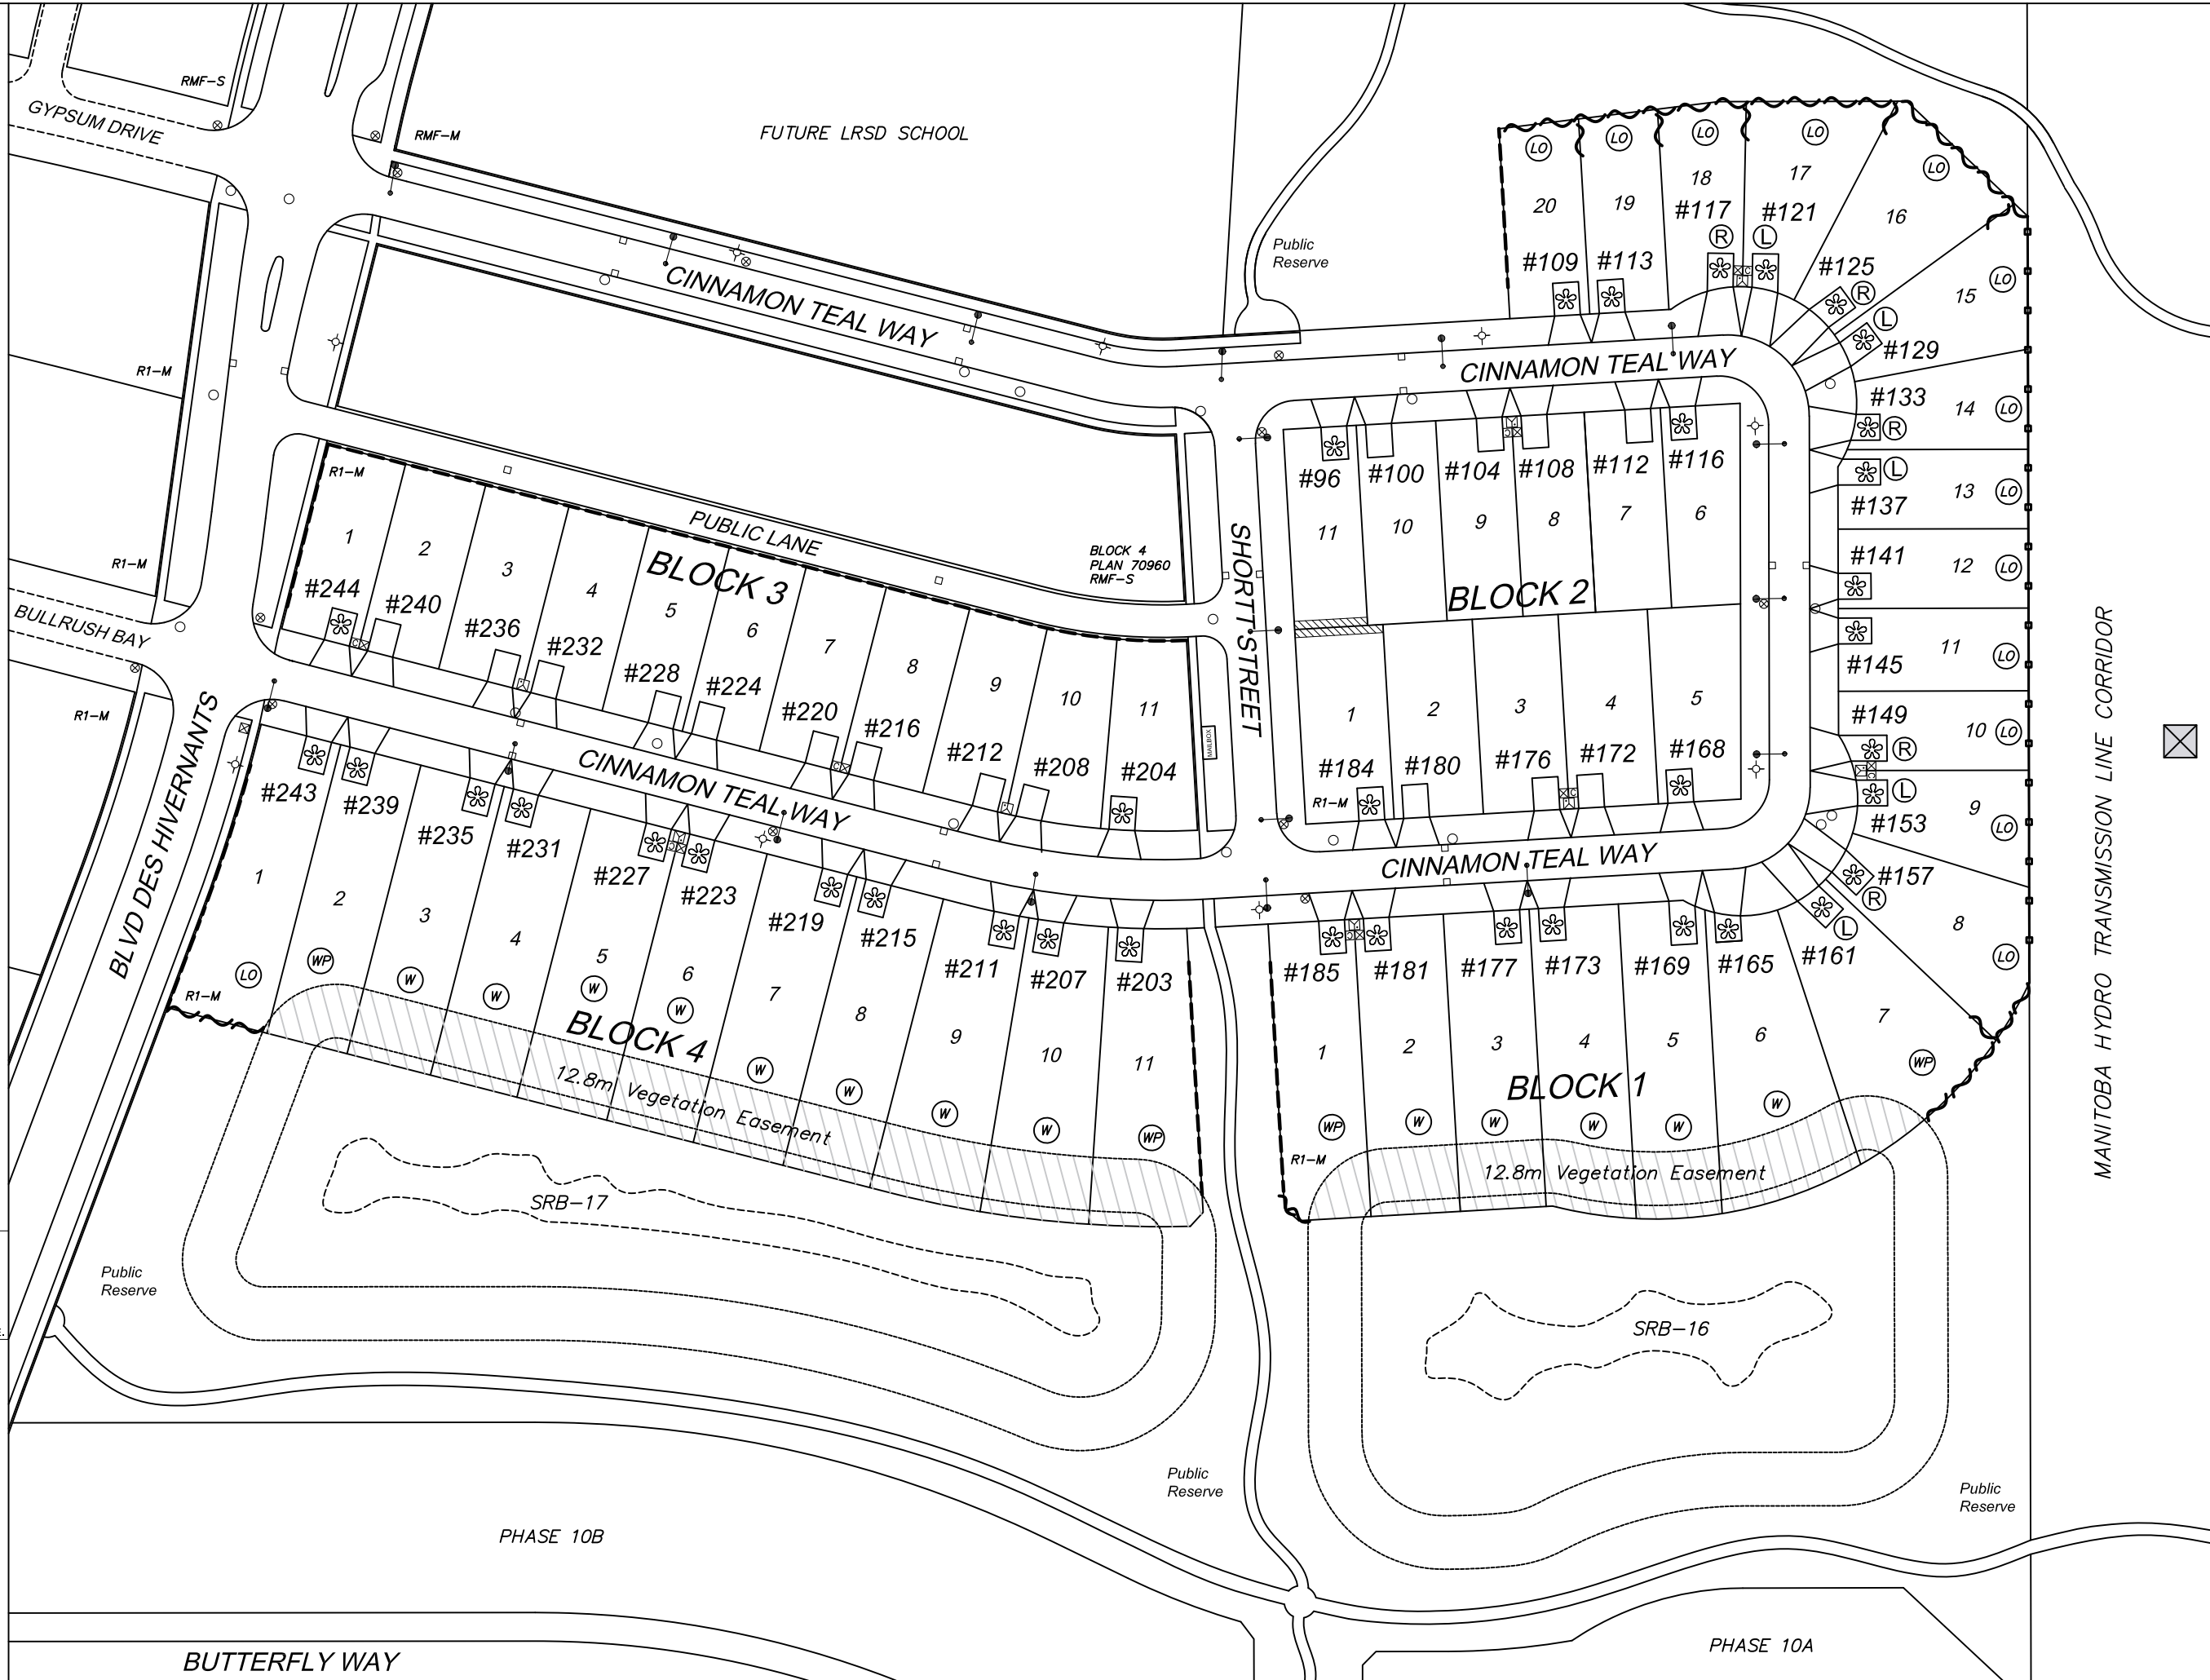 RMF-S
GYPSUM DRIVE
RMF-M
FUTURE LRSD SCHOOL
Public
Reserve
CINNAMON TEAL WAY
LO
LO
LO
LO
LO
20
19
18
17
16
#109
#113
#117
#121
R
L
#125
R
15
LO
L
#129
CINNAMON TEAL WAY
#133
14
LO
R
L
13
LO
#137
#141
12
LO
#145
11
LO
#149
10
LO
R
L
#153
9
LO
#157
R
8
LO
#161
L
7
WP
MANITOBA HYDRO TRANSMISSION LINE CORRIDOR
R1-M
R1-M
BULLRUSH BAY
R1-M
BLVD DES HIVERNANTS
R1-M
PUBLIC LANE
BLOCK 3
BLOCK 4
PLAN 70960
RMF-S
SHORTT STREET
MAILBOX
1
2
3
4
5
6
7
8
9
10
11
#244
#240
#236
#232
#228
#224
#220
#216
#212
#208
#204
#96
#100
#104
#108
#112
#116
11
10
9
8
7
6
BLOCK 2
1
2
3
4
5
#184
#180
#176
#172
#168
R1-M
CINNAMON TEAL WAY
CINNAMON TEAL WAY
#243
#239
#235
#231
#227
#223
#219
#215
#211
#207
#203
1
2
3
4
5
6
7
8
9
10
11
LO
WP
W
W
W
W
W
W
W
W
WP
R1-M
BLOCK 4
12.8m Vegetation Easement
SRB-17
#185
#181
#177
#173
#169
#165
1
2
3
4
5
6
BLOCK 1
WP
W
W
W
W
W
R1-M
12.8m Vegetation Easement
SRB-16
Public
Reserve
Public
Reserve
Public
Reserve
PHASE 10B
PHASE 10A
BUTTERFLY WAY